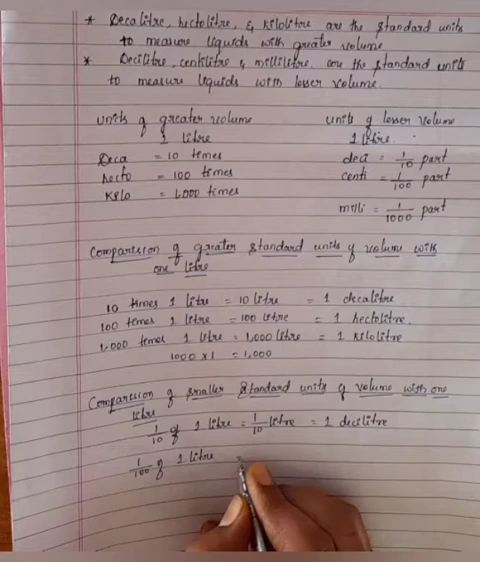 * Decalitre, hectolitre, & kilolitre are the standard units
to measure liquids with greater volume
* Decilitre, centilitre & millilitre are the standard units
to measure liquids with lesser volume.
units of greater volume units of lesser volume
1 litre 1 litre.
Deca = 10 times deci = 1/10 part
hecto = 100 times centi = 1/100 part
Kilo = 1,000 times
milli = 1/1000 part
Comparision of greater standard units of volume with
one litre
10 times 1 litre = 10 litre = 1 decalitre
100 times 1 litre = 100 litre = 1 hectolitre.
1,000 times 1 litre = 1,000 litre = 1 kilolitre
1000 x 1 = 1,000
Comparision of smaller standard units of volume with one
litre
1/10 of 1 litre = 1/10 litre = 1 decilitre
1/100 of 1 litre =